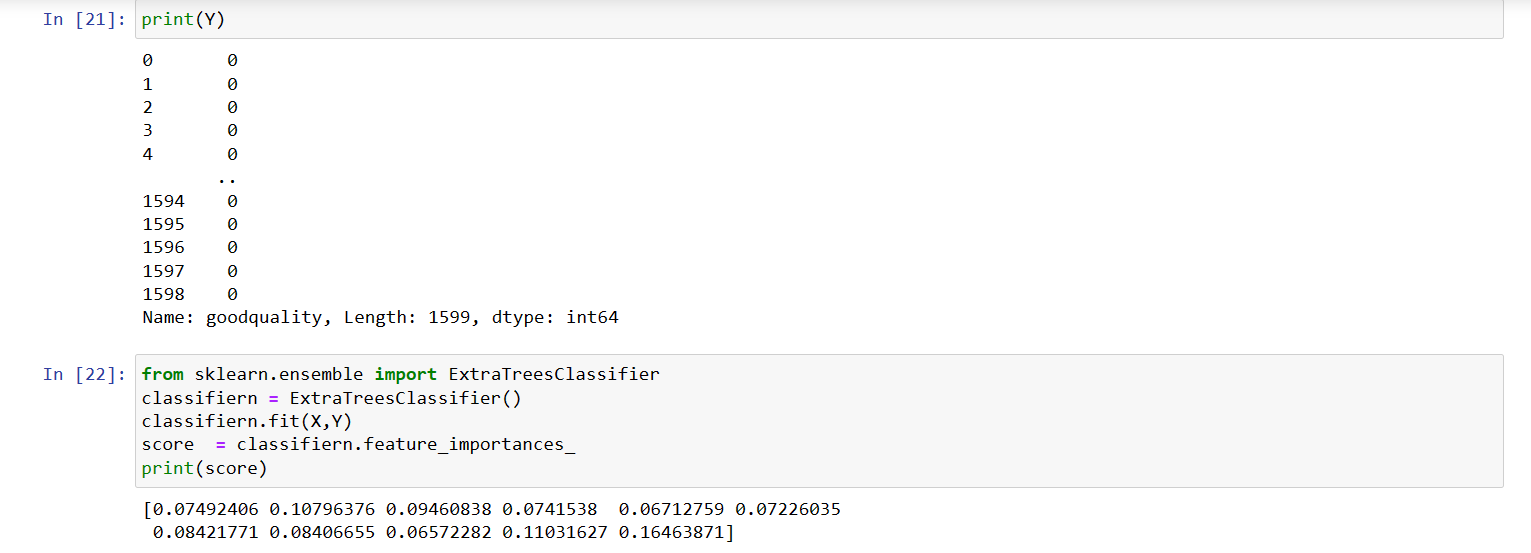 In [21]: print(Y)
0       0
1       0
2       0
3       0
4       0
       ..
1594    0
1595    0
1596    0
1597    0
1598    0
Name: goodquality, Length: 1599, dtype: int64
In [22]: from sklearn.ensemble import ExtraTreesClassifier
classifiern = ExtraTreesClassifier()
classifiern.fit(X,Y)
score  = classifiern.feature_importances_
print(score)
[0.07492406 0.10796376 0.09460838 0.0741538  0.06712759 0.07226035
 0.08421771 0.08406655 0.06572282 0.11031627 0.16463871]